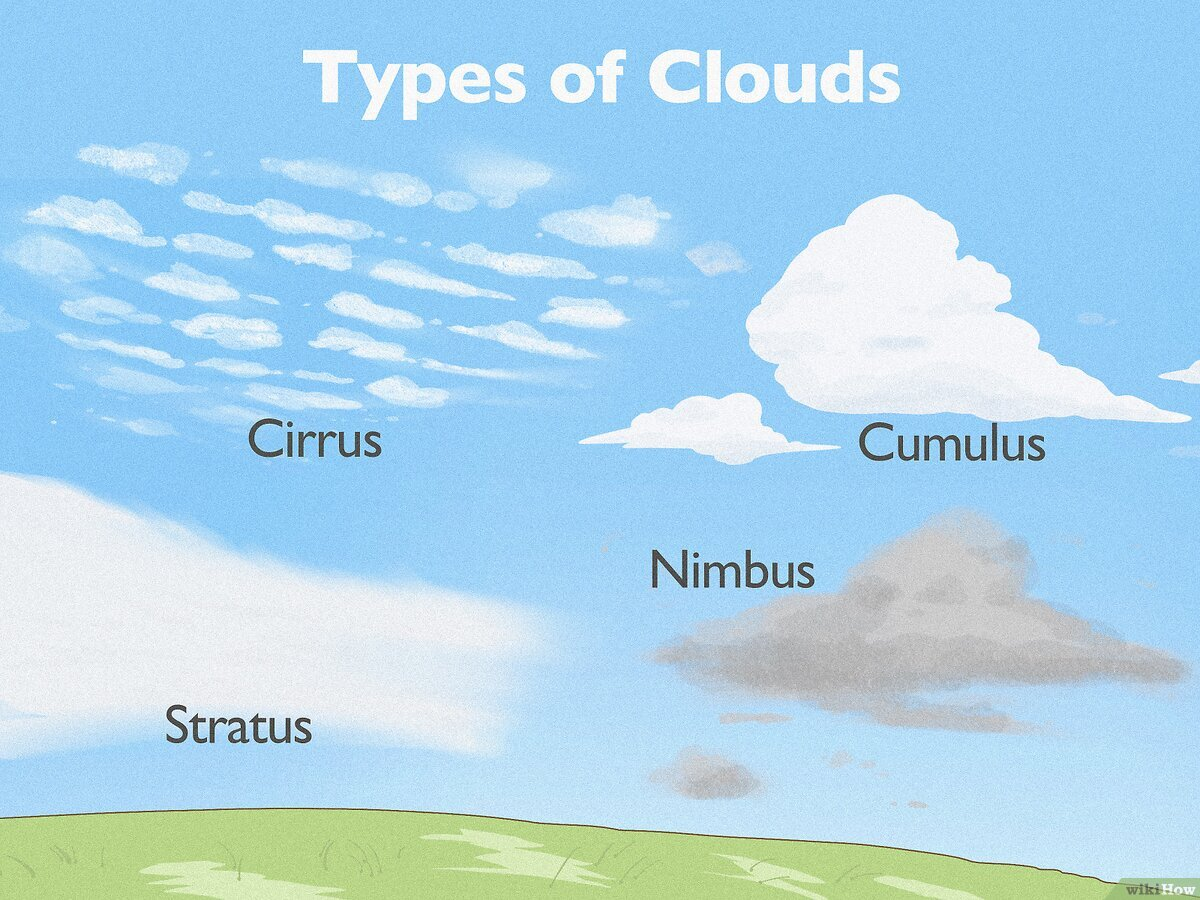 Types of Clouds
Cirrus
Cumulus
Nimbus
Stratus
wikiHow